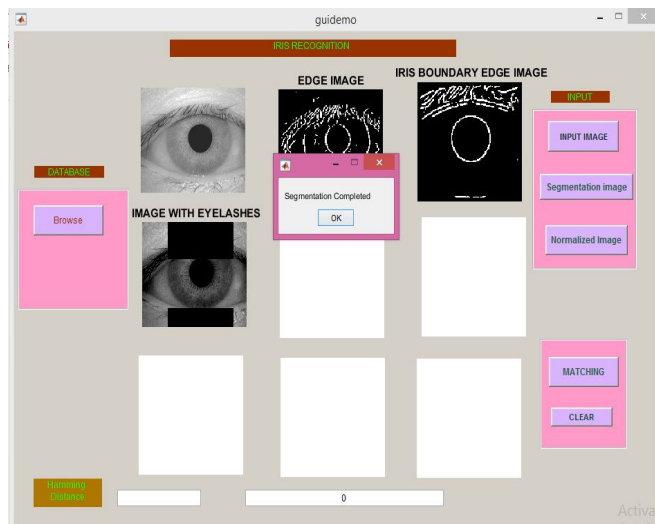 guidemo
IRIS RECOGNITION
EDGE IMAGE
IRIS BOUNDARY EDGE IMAGE
INPUT
INPUT IMAGE
Segmentation Completed
OK
DATABASE
Segmentation image
Browse
IMAGE WITH EYELASHES
Normalized Image
MATCHING
CLEAR
Hamming
Distance
0
Activa